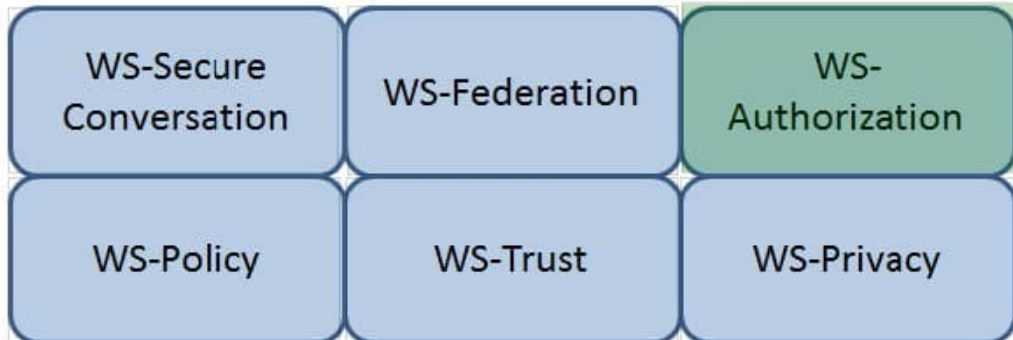 WS-Secure
Conversation
WS-Federation
WS-
Authorization
WS-Policy
WS-Trust
WS-Privacy